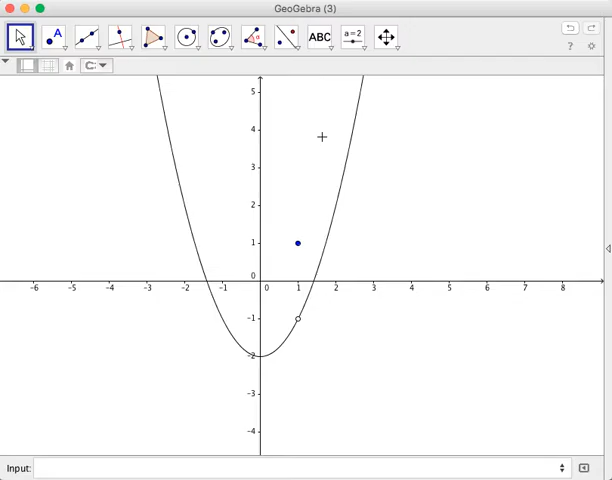 GeoGebra (3)
A
α
ABC
a = 2
?
5
4
3
2
1
0
-6 -5 -4 -3 -2 -1 0 1 2 3 4 5 6 7 8
-1
-2
-3
-4
Input: